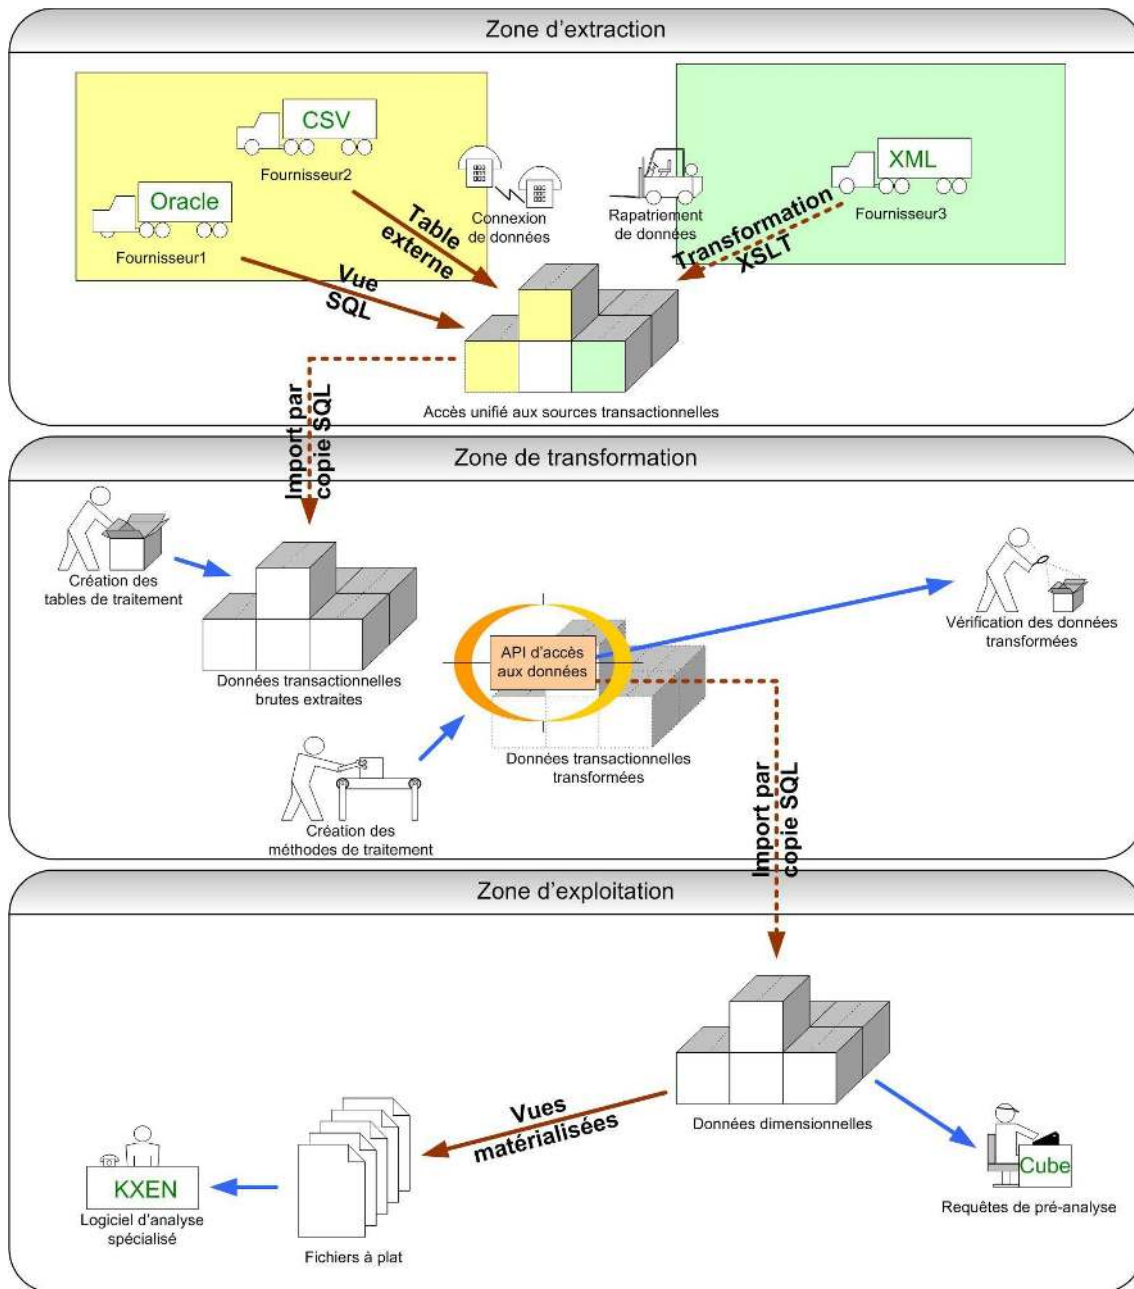 Zone d'extraction
CSV
Fournisseur2
Oracle
Fournisseur1
Connexion
de données
Rapatriement
de données
XML
Fournisseur3
Table
externe
Vue
SQL
Transformation
XSLT
Accès unifié aux sources transactionnelles
Import par
copie SQL
Zone de transformation
Création des
tables de traitement
Données transactionnelles
brutes extraites
API d'accès
aux données
Vérification des données
transformées
Données transactionnelles
transformées
Création des
méthodes de traitement
Import par
copie SQL
Zone d'exploitation
Données dimensionnelles
Vues
matérialisées
Cube
Requêtes de pré-analyse
KXEN
Logiciel d'analyse
spécialisé
Fichiers à plat